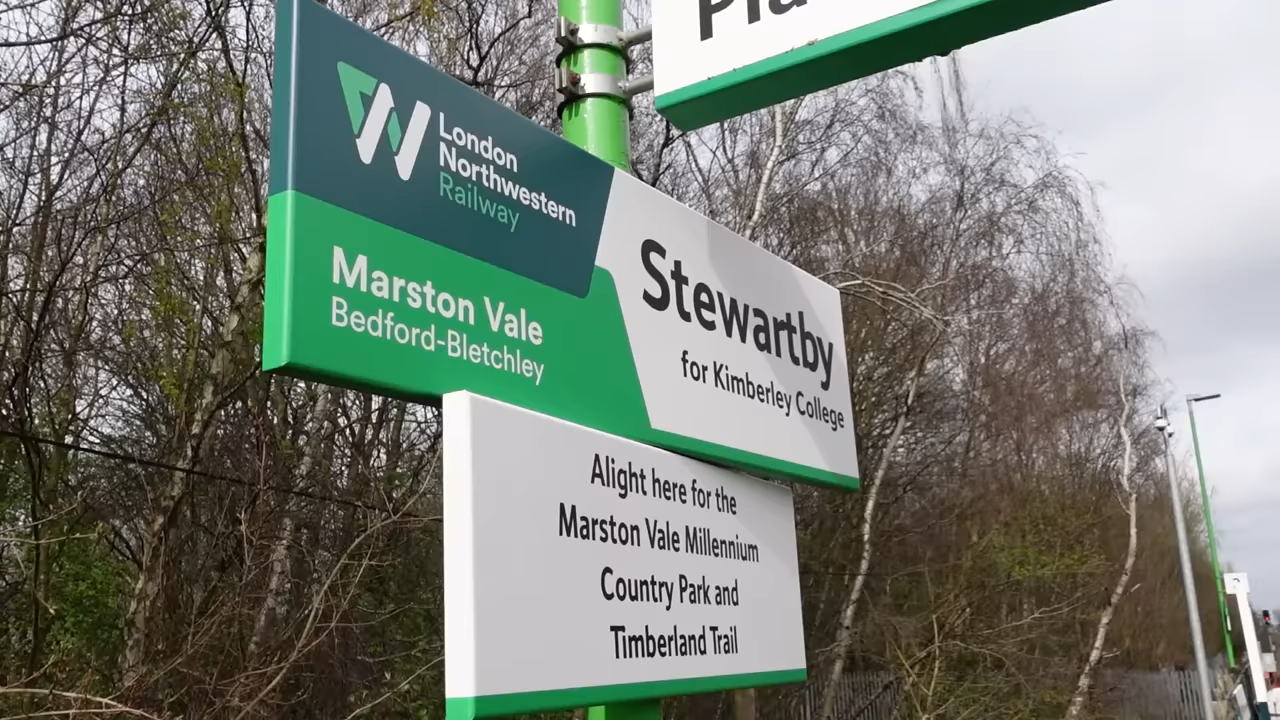 London
Northwestern
Railway
Marston Vale
Bedford-Bletchley
Stewartby
for Kimberley College
Alight here for the
Marston Vale Millennium
Country Park and
Timberland Trail